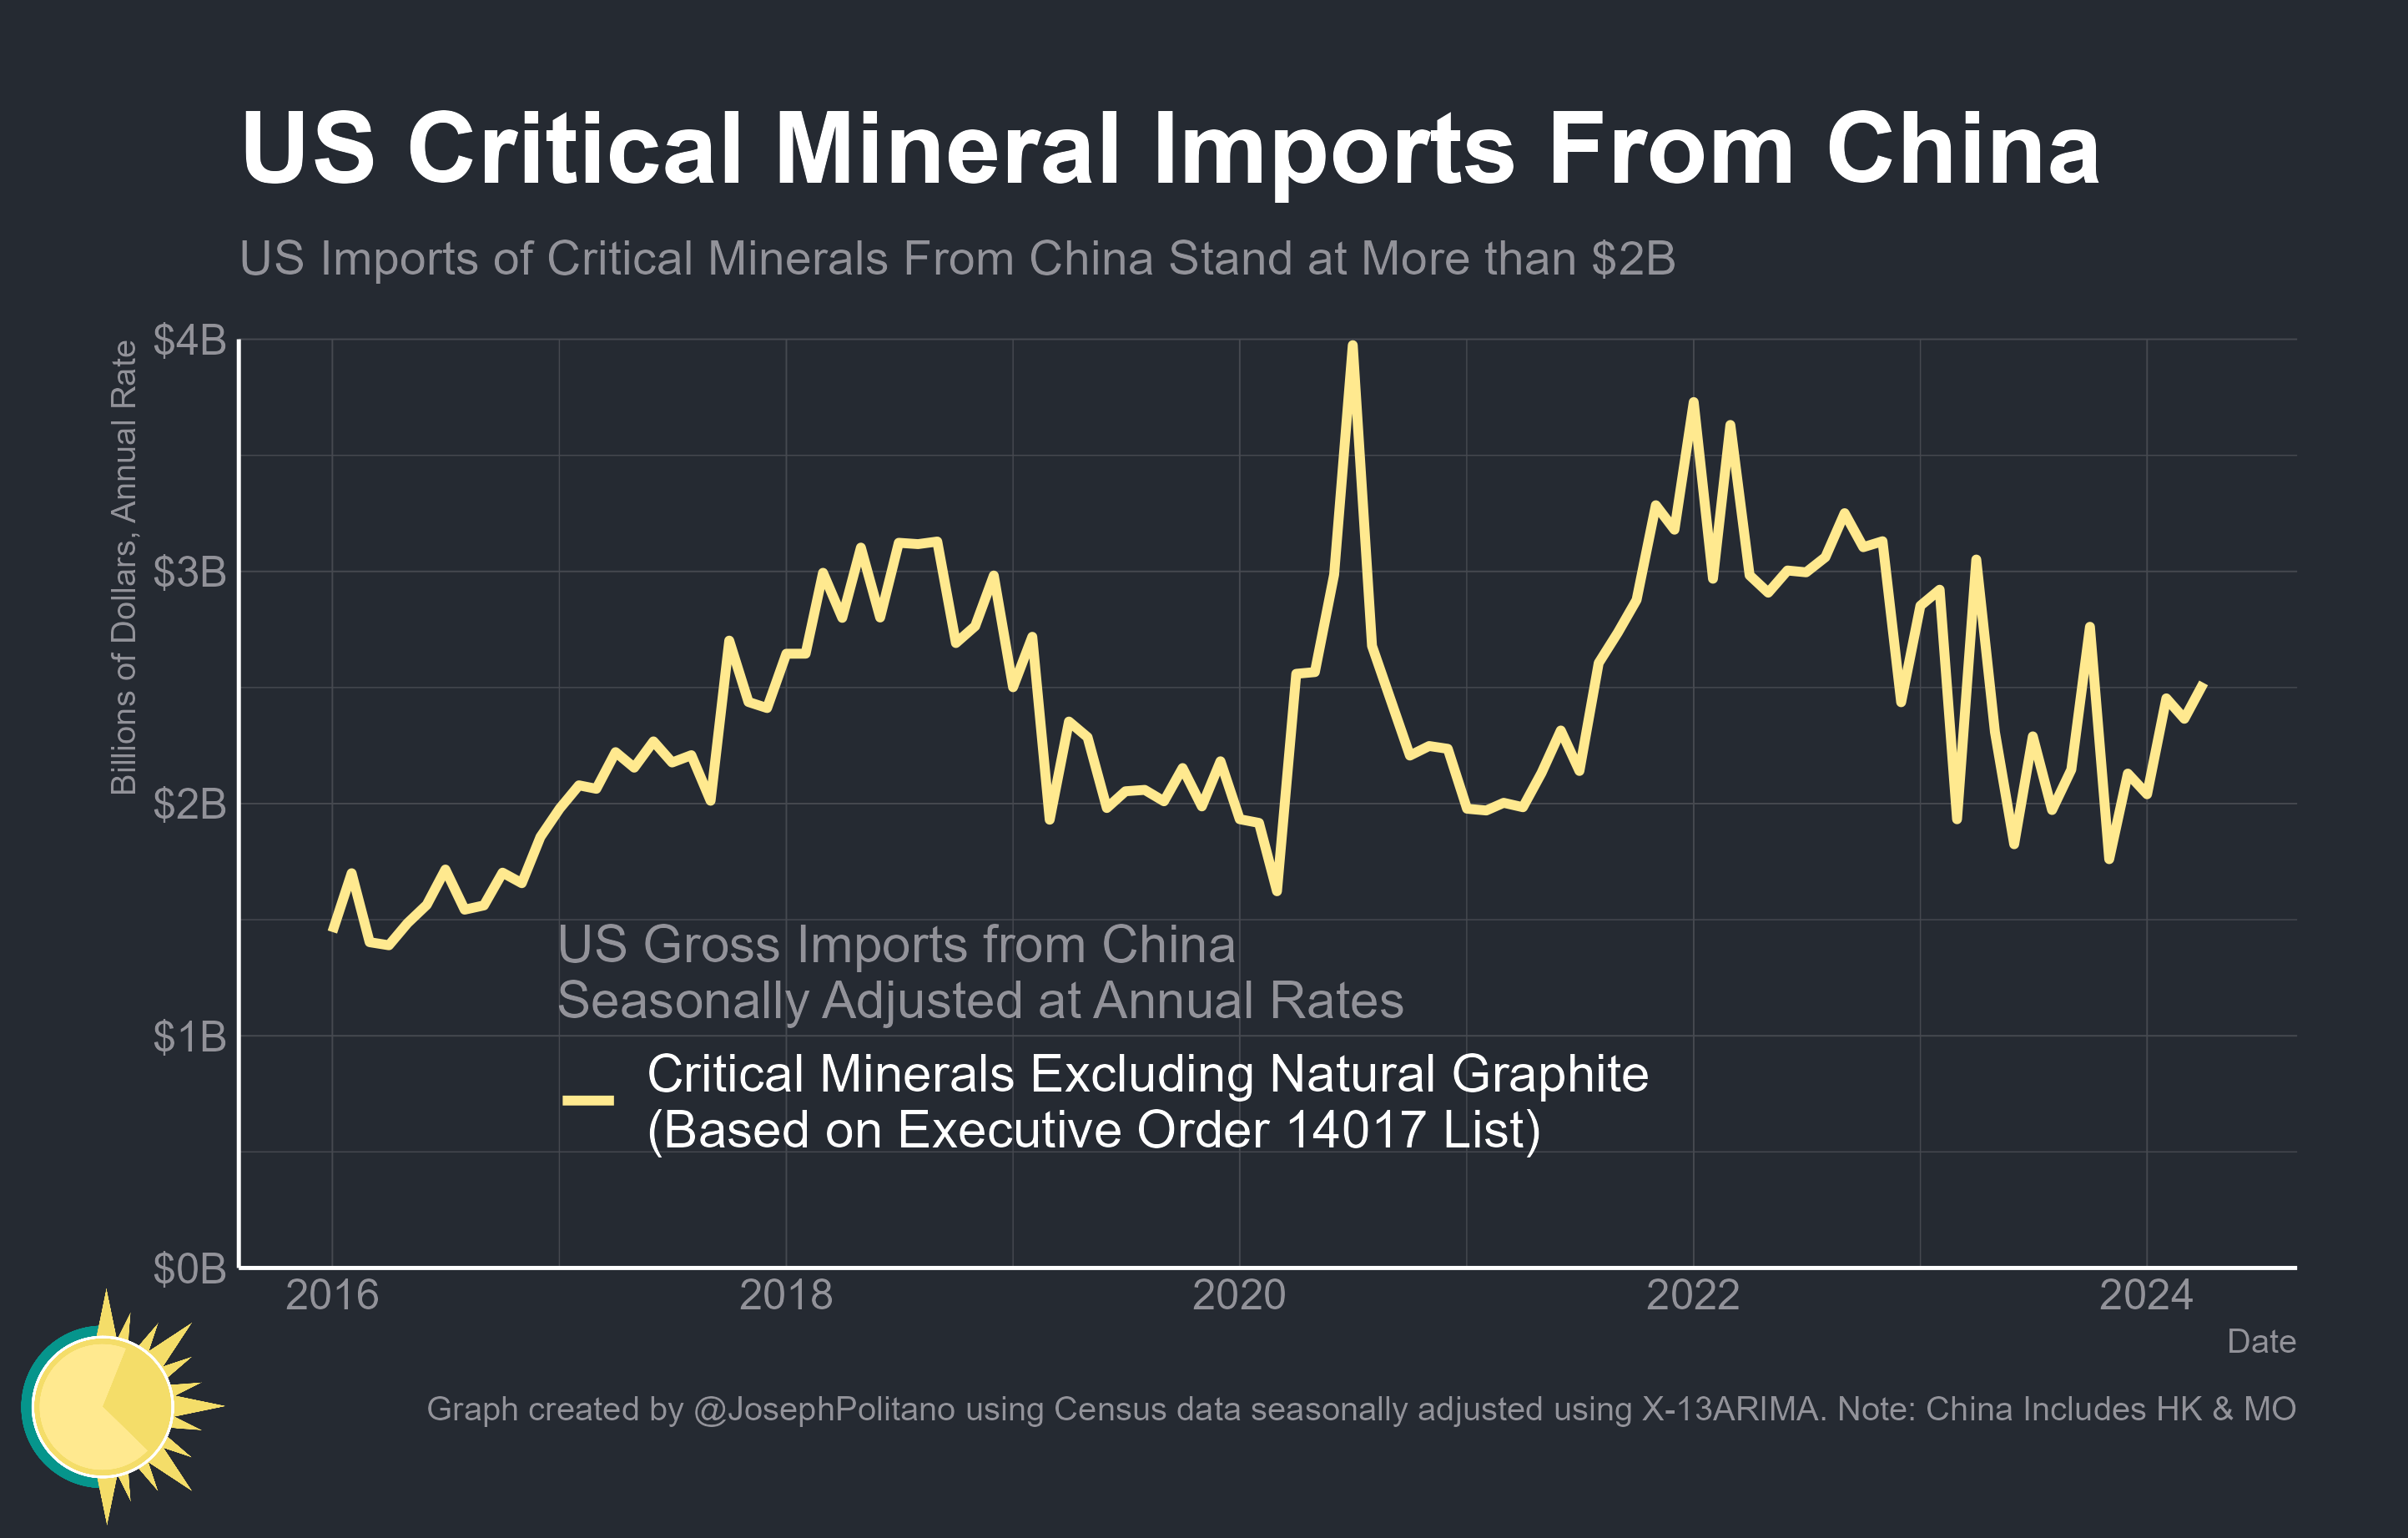 US Critical Mineral Imports From China
US Imports of Critical Minerals From China Stand at More than $2B
Billions of Dollars, Annual Rate
$4B
$3B
$2B
$1B
$0B
US Gross Imports from China
Seasonally Adjusted at Annual Rates
Critical Minerals Excluding Natural Graphite
(Based on Executive Order 14017 List)
2016
2018
2020
2022
2024
Date
Graph created by @JosephPolitano using Census data seasonally adjusted using X-13ARIMA. Note: China Includes HK & MO